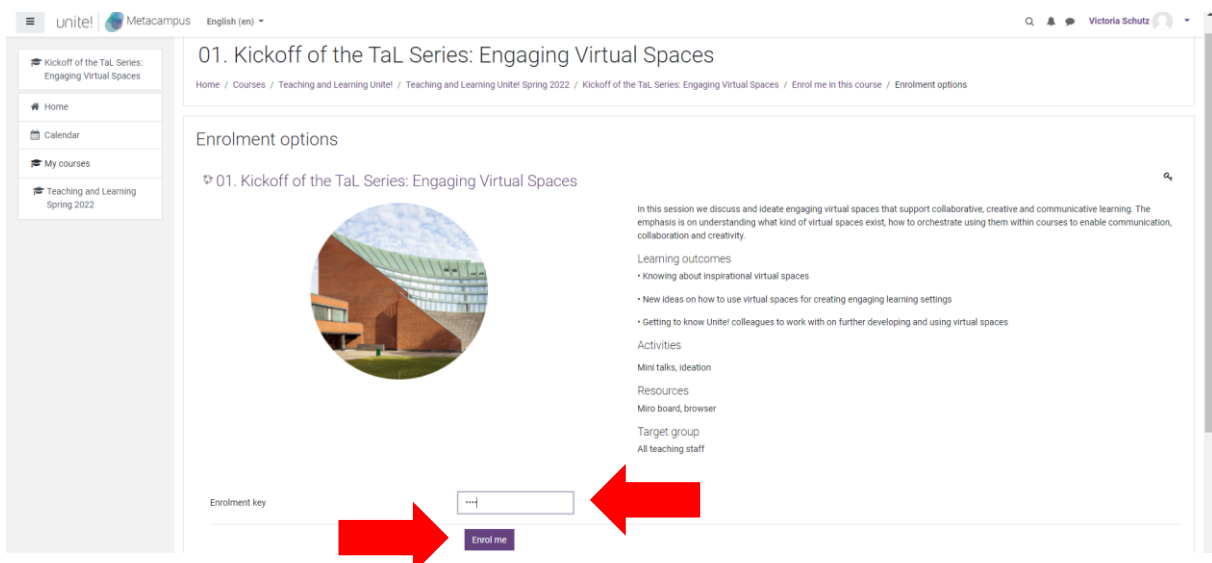 unite! Metacampus English (en) Victoria Schutz
Kickoff of the TaL Series:
Engaging Virtual Spaces
Home
Calendar
My courses
Teaching and Learning
Spring 2022
01. Kickoff of the TaL Series: Engaging Virtual Spaces
Home / Courses / Teaching and Learning Unite! / Teaching and Learning Unite! Spring 2022 / Kickoff of the TaL Series: Engaging Virtual Spaces / Enrol me in this course / Enrolment options
Enrolment options
01. Kickoff of the TaL Series: Engaging Virtual Spaces
In this session we discuss and ideate engaging virtual spaces that support collaborative, creative and communicative learning. The
emphasis is on understanding what kind of virtual spaces exist, how to orchestrate using them within courses to enable communication,
collaboration and creativity.
Learning outcomes
• Knowing about inspirational virtual spaces
• New ideas on how to use virtual spaces for creating engaging learning settings
• Getting to know Unite! colleagues to work with on further developing and using virtual spaces
Activities
Mini talks, ideation
Resources
Miro board, browser
Target group
All teaching staff
Enrolment key ····
Enrol me